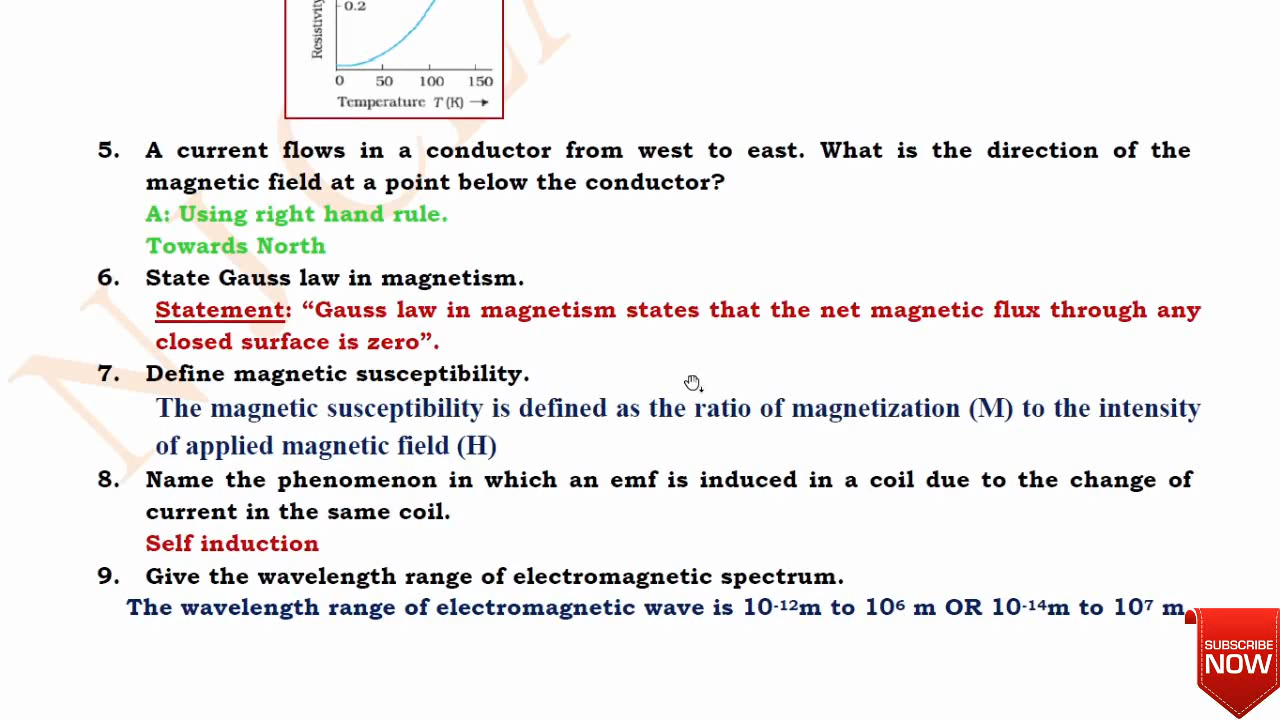 0.2
Resistivity
0 50 100 150
Temperature T (K) →
5. A current flows in a conductor from west to east. What is the direction of the
magnetic field at a point below the conductor?
A: Using right hand rule.
Towards North
6. State Gauss law in magnetism.
Statement: “Gauss law in magnetism states that the net magnetic flux through any
closed surface is zero”.
7. Define magnetic susceptibility.
The magnetic susceptibility is defined as the ratio of magnetization (M) to the intensity
of applied magnetic field (H)
8. Name the phenomenon in which an emf is induced in a coil due to the change of
current in the same coil.
Self induction
9. Give the wavelength range of electromagnetic spectrum.
The wavelength range of electromagnetic wave is 10⁻¹²m to 10⁶ m OR 10⁻¹⁴m to 10⁷ m
SUBSCRIBE
NOW